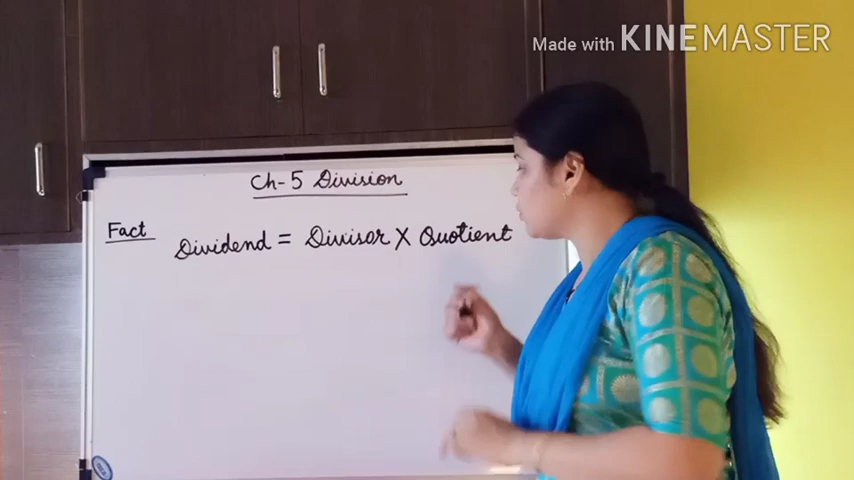 Made with KINEMASTER
Ch-5 Division
Fact
Dividend = Divisor X Quotient